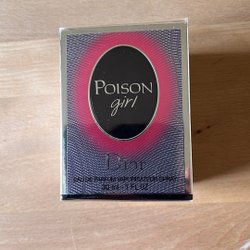 POISON
girl
Dior
EAU DE PARFUM VAPORISATEUR SPRAY
30 ml - 1 FL. OZ